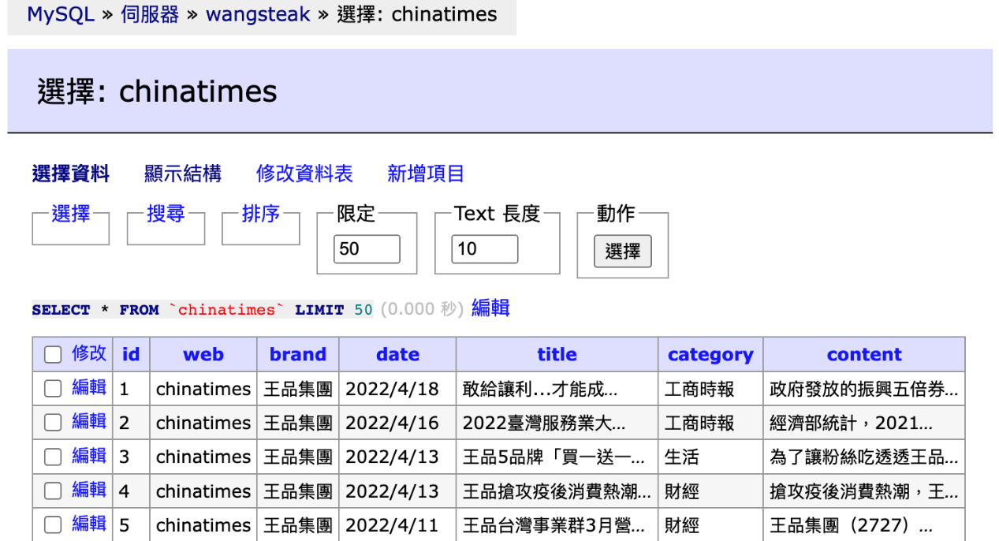 MySQL » 伺服器 » wangsteak » 選擇: chinatimes
選擇: chinatimes
選擇資料 顯示結構 修改資料表 新增項目
選擇 搜尋 排序 限定 Text 長度 動作
50 10 選擇
SELECT * FROM `chinatimes` LIMIT 50 (0.000 秒) 編輯
修改 id web brand date title category content
編輯 1 chinatimes 王品集團 2022/4/18 敢給讓利...才能成... 工商時報 政府發放的振興五倍券...
編輯 2 chinatimes 王品集團 2022/4/16 2022臺灣服務業大... 工商時報 經濟部統計，2021...
編輯 3 chinatimes 王品集團 2022/4/13 王品5品牌「買一送一... 生活 為了讓粉絲吃透透王品...
編輯 4 chinatimes 王品集團 2022/4/13 王品搶攻疫後消費熱潮... 財經 搶攻疫後消費熱潮，王...
編輯 5 chinatimes 王品集團 2022/4/11 王品台灣事業群3月營... 財經 王品集團（2727）...